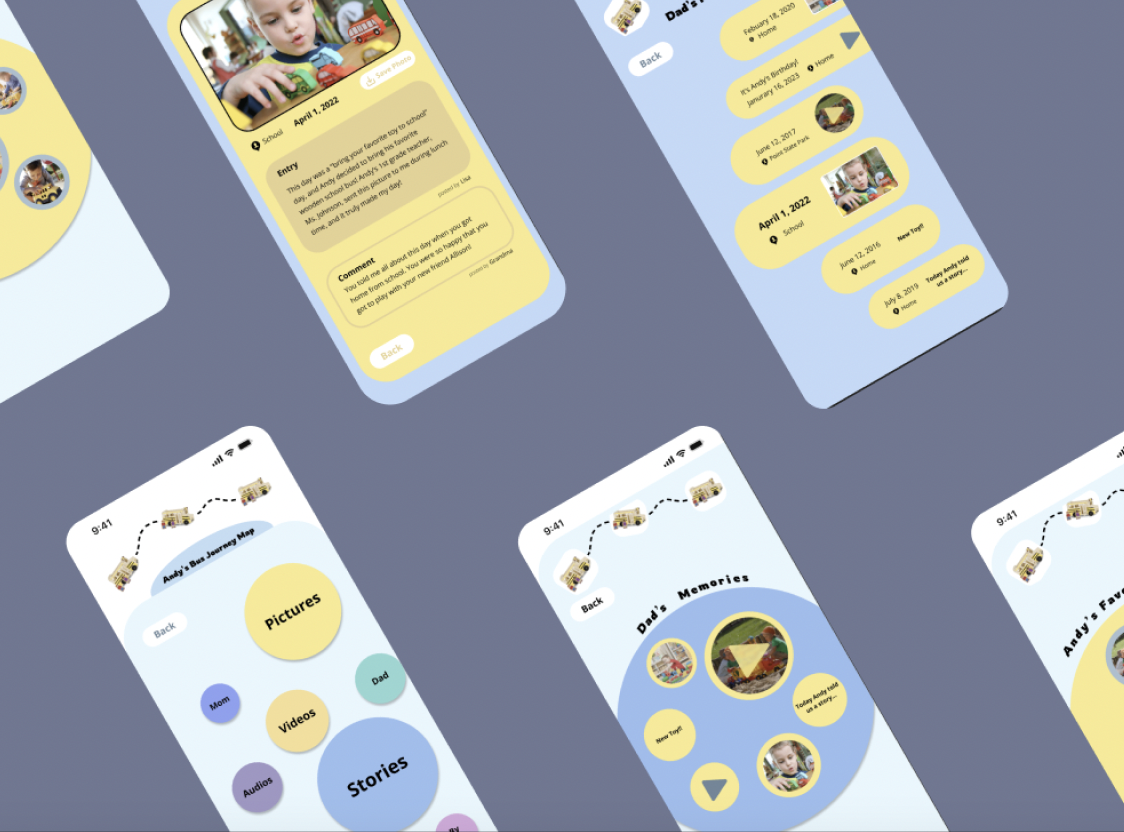 Save Photo
April 1, 2022
School
Entry
This day was a "bring your favorite toy to school"
day, and Andy decided to bring his favorite
wooden school bus! Andy's 1st grade teacher,
Ms. Johnson, sent this picture to me during lunch
time, and it truly made my day!
posted by Lisa
Comment
You told me all about this day when you got
home from school. You were so happy that you
got to play with your new friend Allison!
posted by Grandma
Back
Dad's
Back
Febuary 18, 2020
Home
It's Andy's Birthday!
Janurary 16, 2023
Home
June 12, 2017
Point State Park
April 1, 2022
School
June 12, 2016
Home
New Toy!!
July 8, 2019
Home
Today Andy told
us a story...
9:41
Andy's Bus Journey Map
Back
Pictures
Mom
Dad
Videos
Audios
Stories
By
9:41
Back
Dad's Memories
New Toy!!
Today Andy told
us a story...
9:41
Andy's